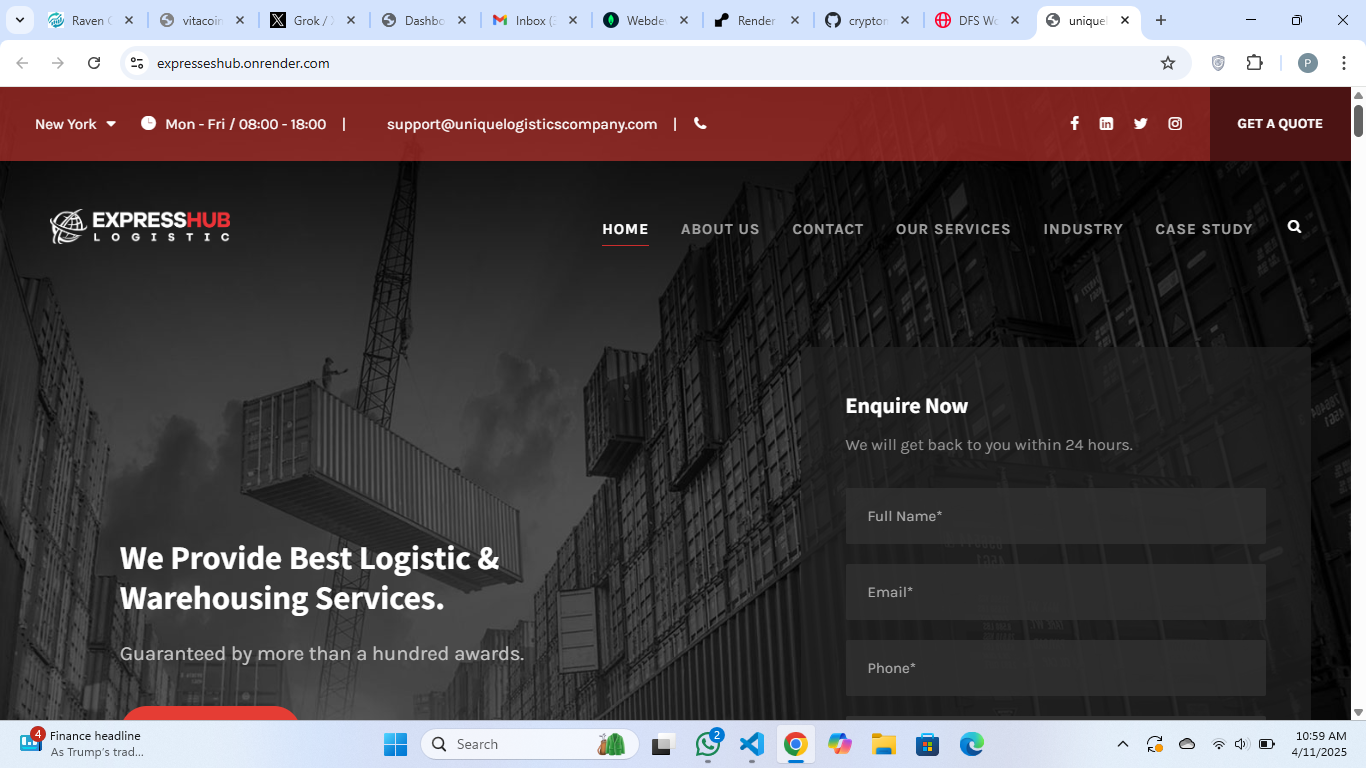 Raven C
vitacoin
Grok / X
Dashbo
Inbox (3
Webdev
Render
crypton
DFS Wo
unique
expresseshub.onrender.com
P
New York
Mon - Fri / 08:00 - 18:00 |
support@uniquelogisticscompany.com |
GET A QUOTE
EXPRESSHUB
LOGISTIC
HOME
ABOUT US
CONTACT
OUR SERVICES
INDUSTRY
CASE STUDY
Enquire Now
We will get back to you within 24 hours.
Full Name*
Email*
Phone*
We Provide Best Logistic &
Warehousing Services.
Guaranteed by more than a hundred awards.
4
Finance headline
As Trump's trad...
Search
2
10:59 AM
4/11/2025